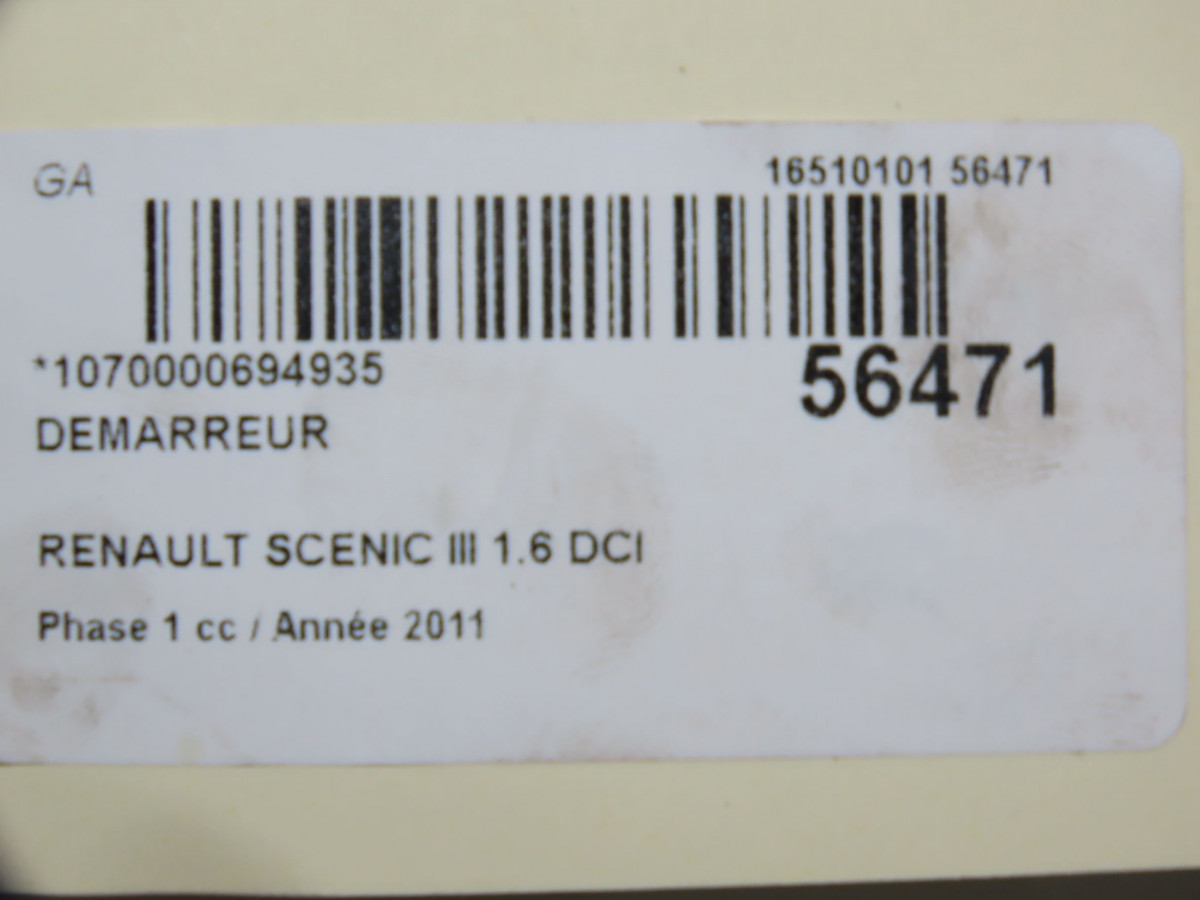 GA
16510101 56471
*1070000694935
56471
DEMARREUR
RENAULT SCENIC III 1.6 DCI
Phase 1 cc / Année 2011